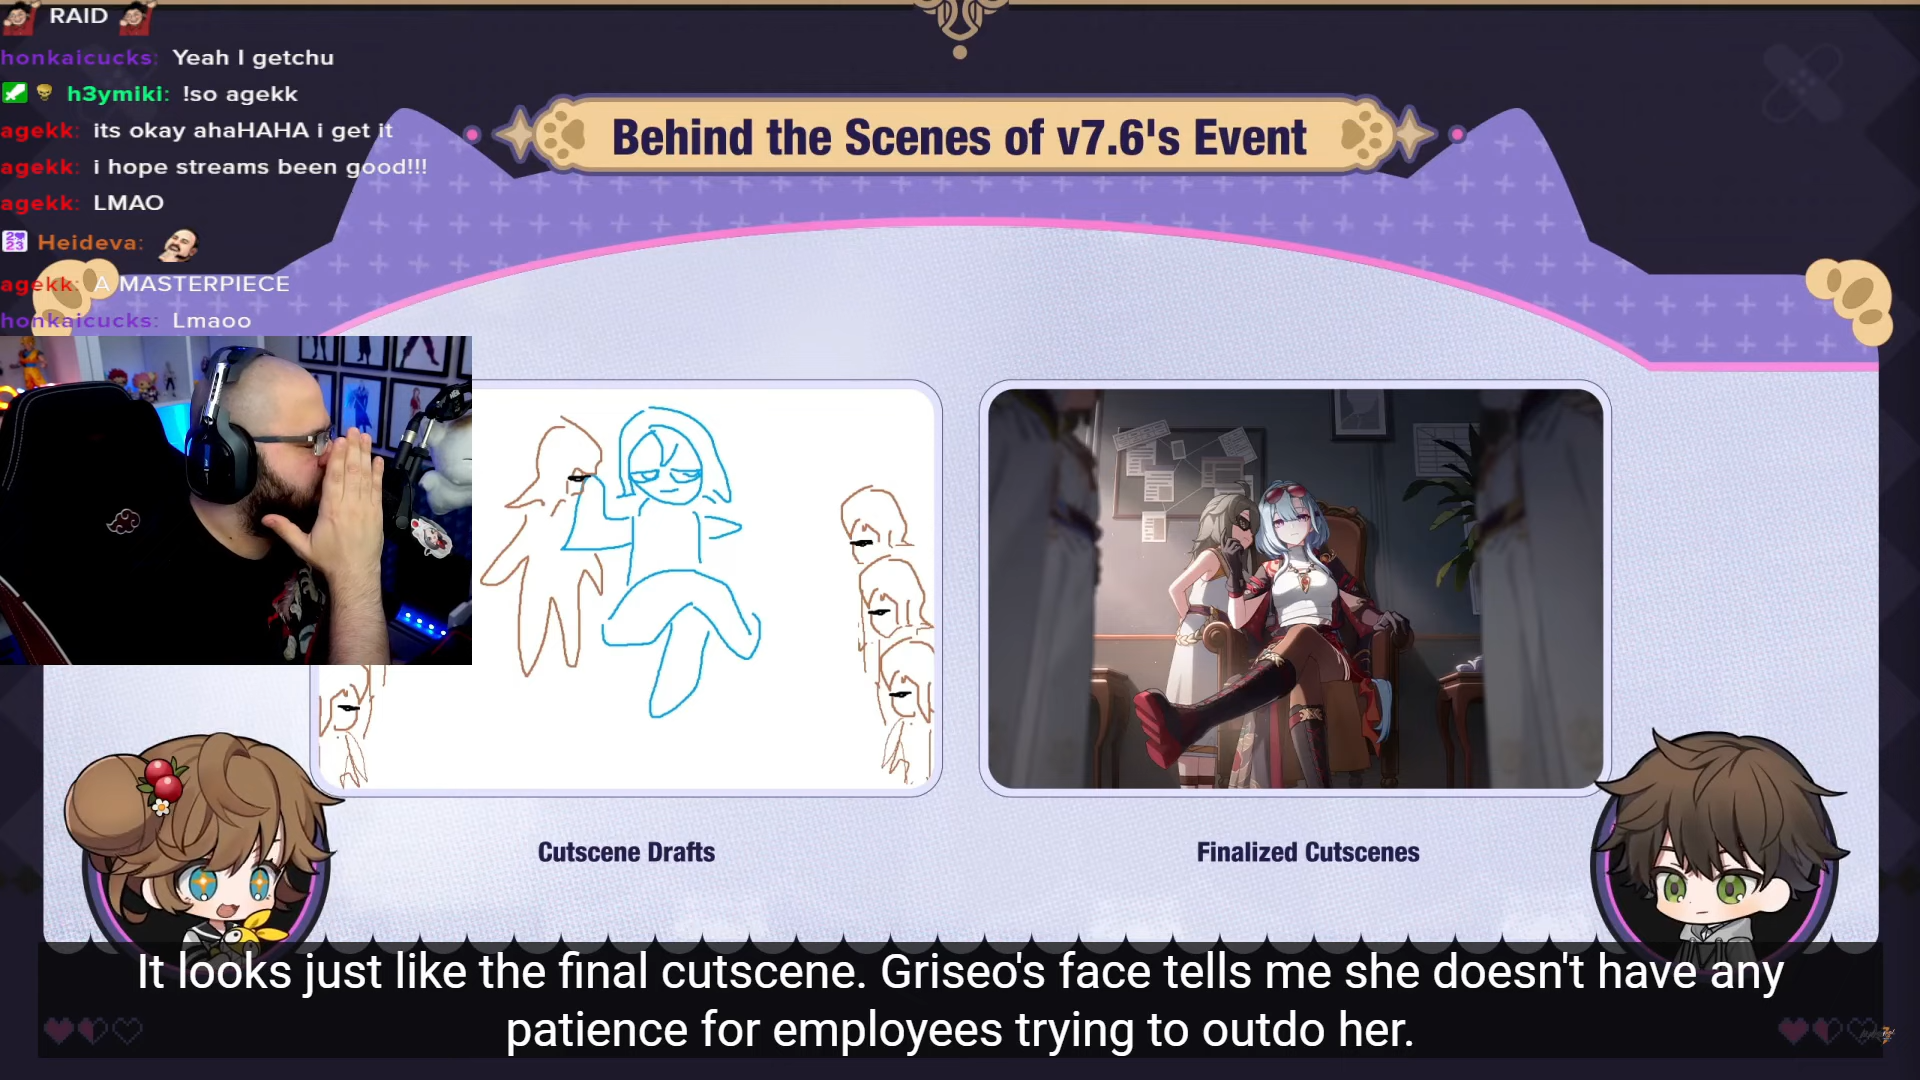 RAID
honkaicucks: Yeah I getchu
h3ymiki: !so agekk
agekk: its okay ahaHAHA i get it
agekk: i hope streams been good!!!
agekk: LMAO
Heideva:
agekk: A MASTERPIECE
honkaicucks: Lmaoo
Behind the Scenes of v7.6's Event
Cutscene Drafts
Finalized Cutscenes
It looks just like the final cutscene. Griseo's face tells me she doesn't have any
patience for employees trying to outdo her.